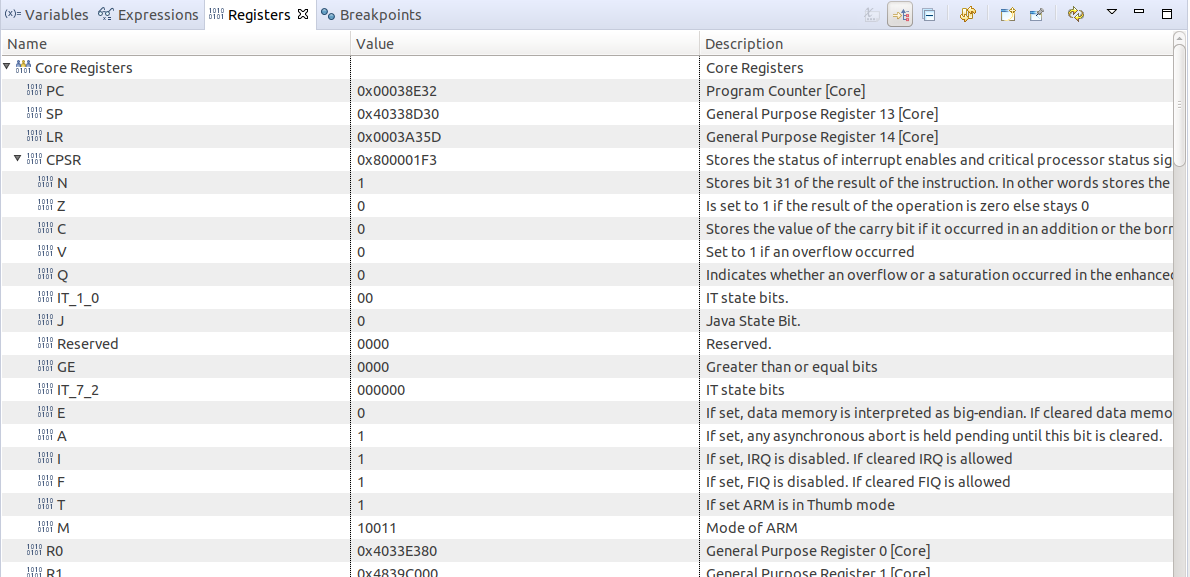 Variables Expressions Registers Breakpoints
Name Value Description
Core Registers Core Registers
PC 0x00038E32 Program Counter [Core]
SP 0x40338D30 General Purpose Register 13 [Core]
LR 0x0003A35D General Purpose Register 14 [Core]
CPSR 0x800001F3 Stores the status of interrupt enables and critical processor status sig
N 1 Stores bit 31 of the result of the instruction. In other words stores the
Z 0 Is set to 1 if the result of the operation is zero else stays 0
C 0 Stores the value of the carry bit if it occurred in an addition or the borr
V 0 Set to 1 if an overflow occurred
Q 0 Indicates whether an overflow or a saturation occurred in the enhanced
IT_1_0 00 IT state bits.
J 0 Java State Bit.
Reserved 0000 Reserved.
GE 0000 Greater than or equal bits
IT_7_2 000000 IT state bits
E 0 If set, data memory is interpreted as big-endian. If cleared data memo
A 1 If set, any asynchronous abort is held pending until this bit is cleared.
I 1 If set, IRQ is disabled. If cleared IRQ is allowed
F 1 If set, FIQ is disabled. If cleared FIQ is allowed
T 1 If set ARM is in Thumb mode
M 10011 Mode of ARM
R0 0x4033E380 General Purpose Register 0 [Core]
R1 0x4839C000 General Purpose Register 1 [Core]